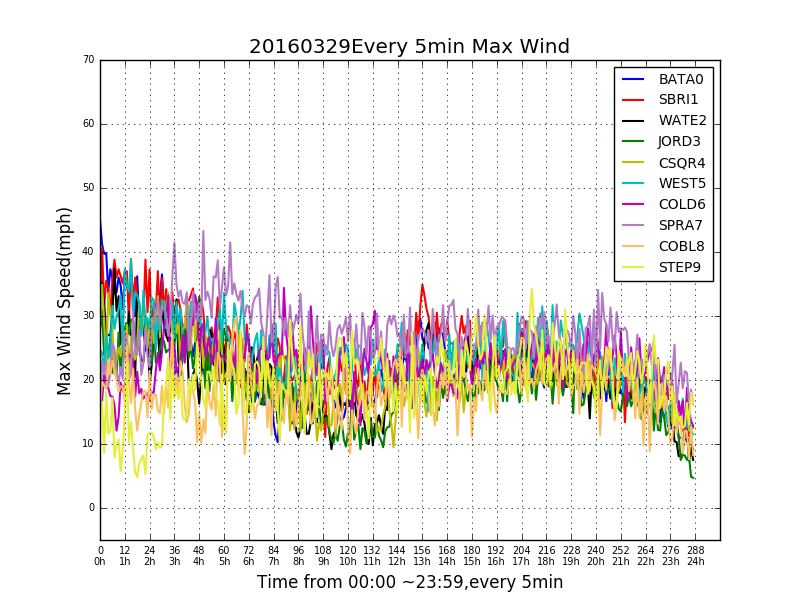 20160329Every 5min Max Wind
70
60
50
40
30
20
10
0
Max Wind Speed(mph)
BATA0
SBRI1
WATE2
JORD3
CSQR4
WEST5
COLD6
SPRA7
COBL8
STEP9
0 12 24 36 48 60 72 84 96 108 120 132 144 156 168 180 192 204 216 228 240 252 264 276 288
0h 1h 2h 3h 4h 5h 6h 7h 8h 9h 10h 11h 12h 13h 14h 15h 16h 17h 18h 19h 20h 21h 22h 23h 24h
Time from 00:00 ~23:59,every 5min